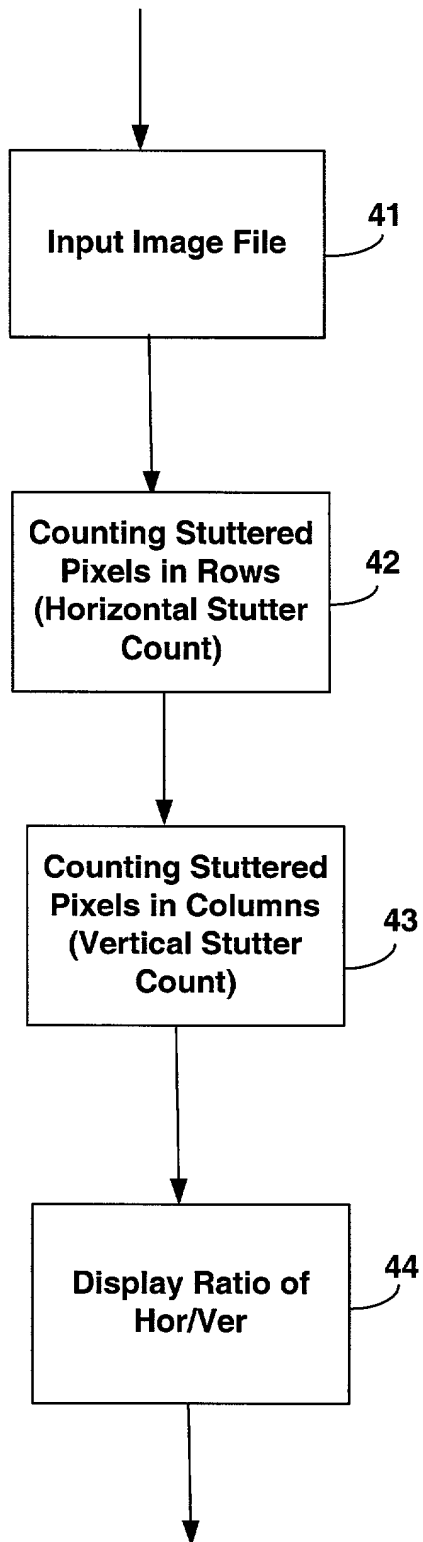 Input Image File
41
Counting Stuttered
Pixels in Rows
(Horizontal Stutter
Count)
42
Counting Stuttered
Pixels in Columns
(Vertical Stutter
Count)
43
Display Ratio of
Hor/Ver
44